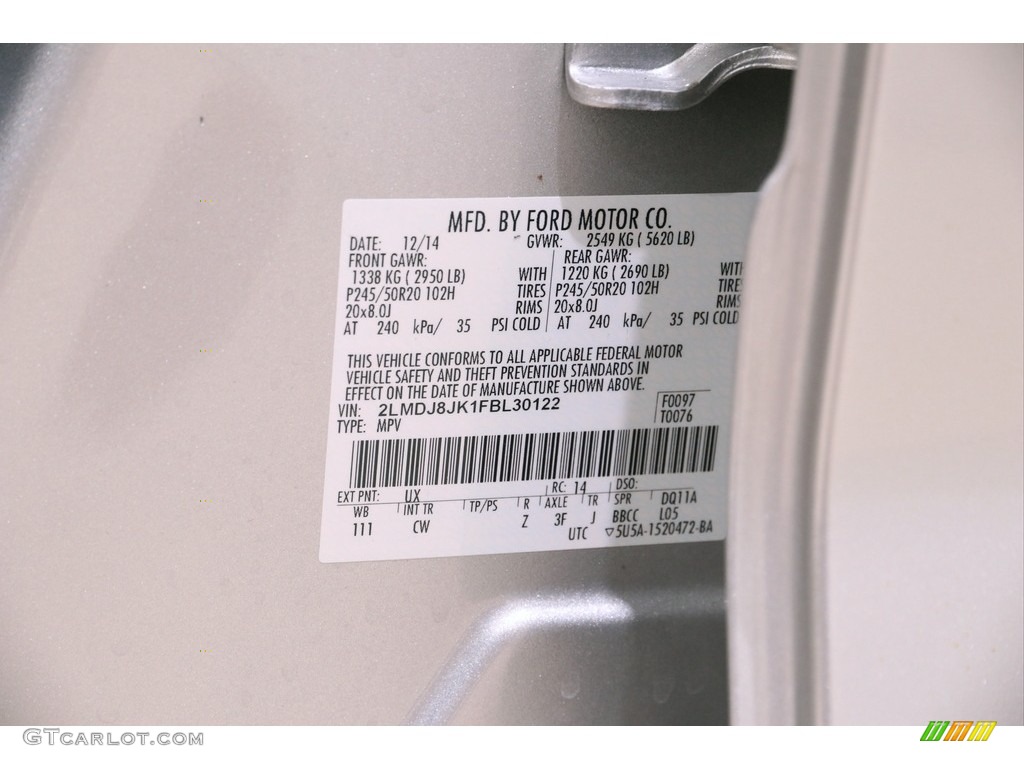 MFD. BY FORD MOTOR CO.
DATE: 12/14 GVWR: 2549 KG ( 5620 LB)
FRONT GAWR: REAR GAWR:
1338 KG ( 2950 LB) WITH 1220 KG ( 2690 LB) WITH
P245/50R20 102H TIRES P245/50R20 102H TIRES
20x8.0J RIMS 20x8.0J RIMS
AT 240 kPa/ 35 PSI COLD AT 240 kPa/ 35 PSI COLD
THIS VEHICLE CONFORMS TO ALL APPLICABLE FEDERAL MOTOR
VEHICLE SAFETY AND THEFT PREVENTION STANDARDS IN
EFFECT ON THE DATE OF MANUFACTURE SHOWN ABOVE.
VIN: 2LMDJ8JK1FBL30122 F0097
TYPE: MPV T0076
EXT PNT: UX RC: 14 DSO:
WB INT TR TP/PS R AXLE TR SPR DQ11A
111 CW Z 3F J BBCC L05
UTC ▽5U5A-1520472-BA
GTCARLOT.COM